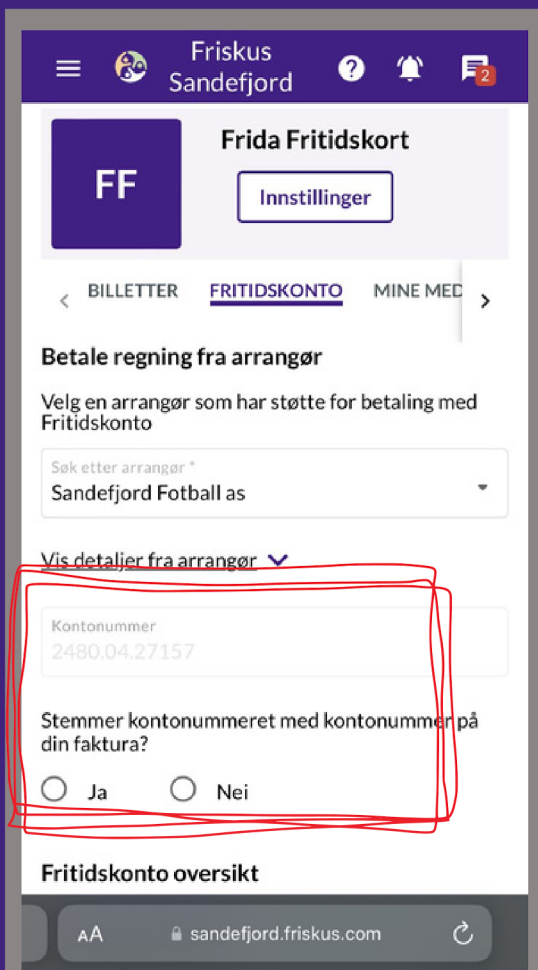 Friskus
Sandefjord
2
FF
Frida Fritidskort
Innstillinger
BILLETTER FRITIDSKONTO MINE MED
Betale regning fra arrangør
Velg en arrangør som har støtte for betaling med
Fritidskonto
Søk etter arrangør *
Sandefjord Fotball as
Vis detaljer fra arrangør
Kontonummer
2480.04.27157
Stemmer kontonummeret med kontonummer på
din faktura?
Ja Nei
Fritidskonto oversikt
AA sandefjord.friskus.com